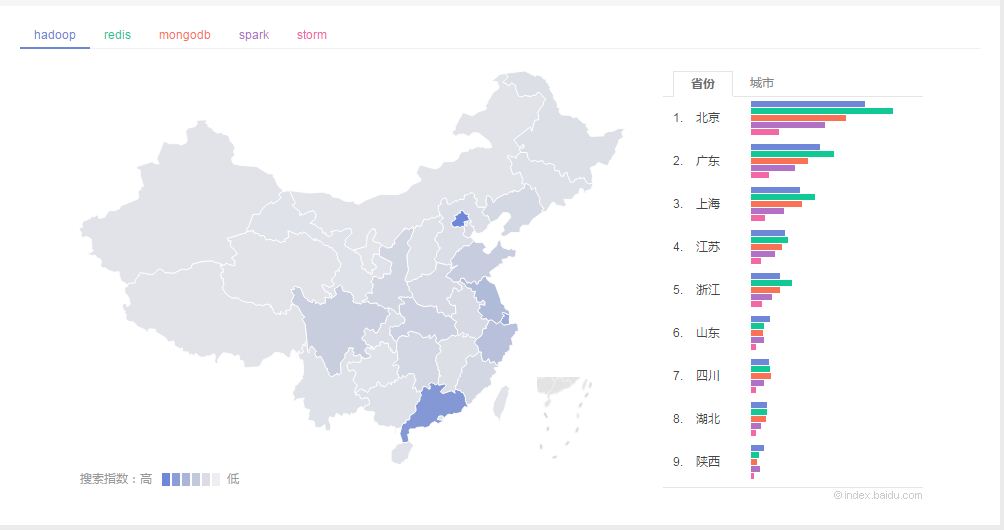 hadoop redis mongodb spark storm
省份 城市
1. 北京
2. 广东
3. 上海
4. 江苏
5. 浙江
6. 山东
7. 四川
8. 湖北
9. 陕西
搜索指数：高 低
© index.baidu.com